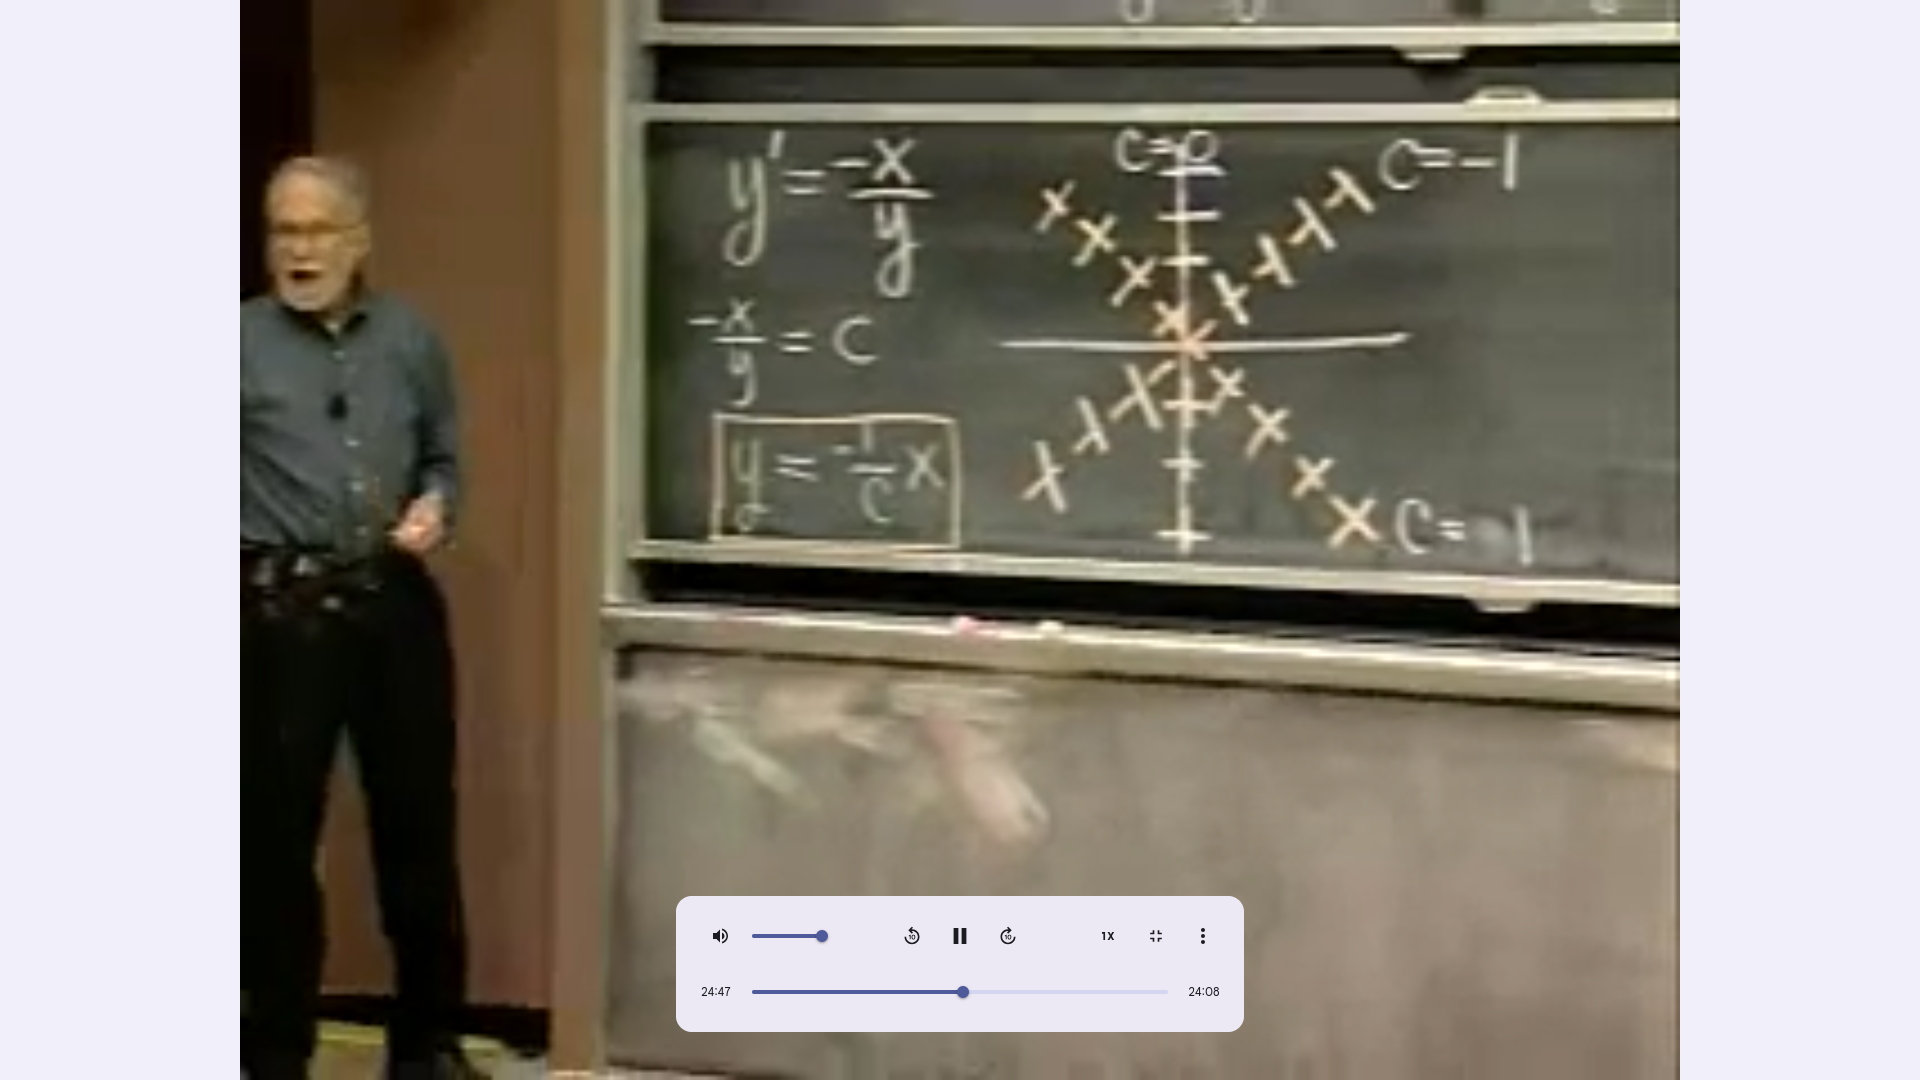 y' = -x/y
C=0
C=-1
-x/y = C
y = -1/C x
C= 1
1X
24:47
24:08